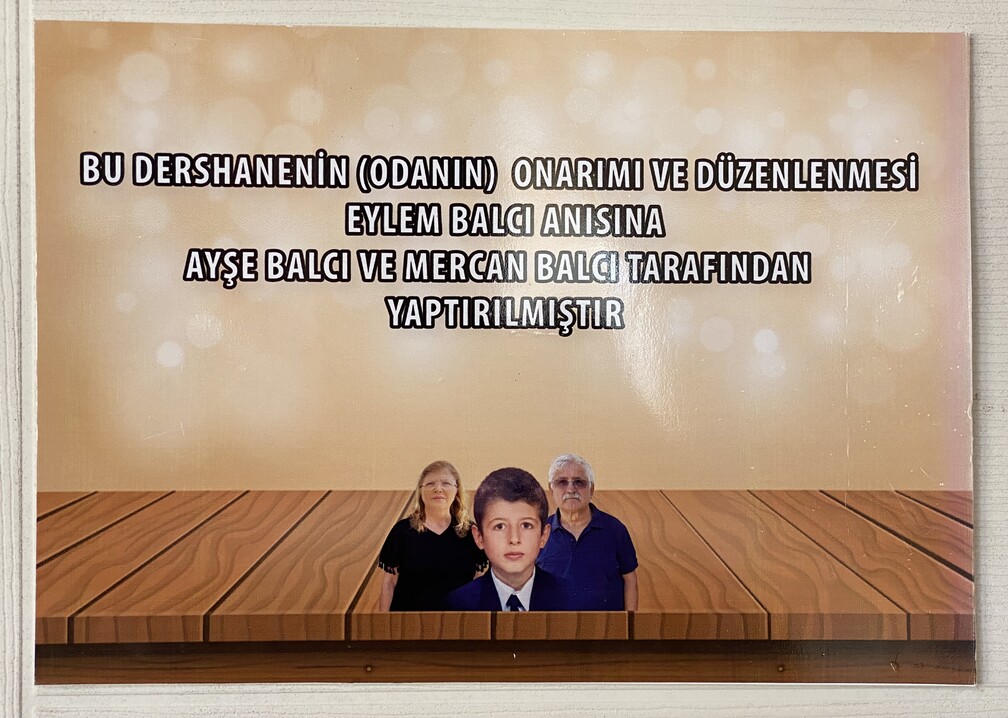 BU DERSHANENİN (ODANIN) ONARIMI VE DÜZENLENMESİ
EYLEM BALCI ANISINA
AYŞE BALCI VE MERCAN BALCI TARAFINDAN
YAPTIRILMIŞTIR